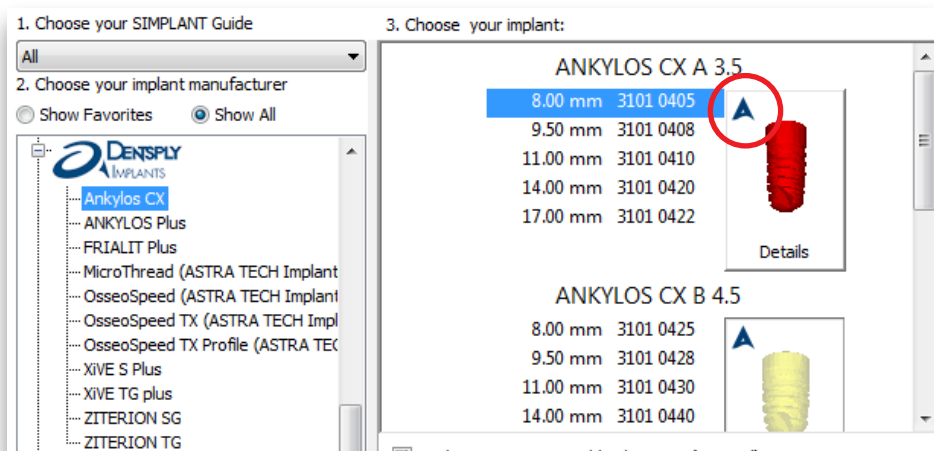 1. Choose your SIMPLANT Guide
All
2. Choose your implant manufacturer
Show Favorites Show All
DENTSPLY
IMPLANTS
Ankylos CX
ANKYLOS Plus
FRIALIT Plus
MicroThread (ASTRA TECH Implant
OsseoSpeed (ASTRA TECH Implant
OsseoSpeed TX (ASTRA TECH Impl
OsseoSpeed TX Profile (ASTRA TEC
XiVE S Plus
XiVE TG plus
ZITERION SG
ZITERION TG
3. Choose your implant:
ANKYLOS CX A 3.5
8.00 mm 3101 0405
9.50 mm 3101 0408
11.00 mm 3101 0410
14.00 mm 3101 0420
17.00 mm 3101 0422
Details
ANKYLOS CX B 4.5
8.00 mm 3101 0425
9.50 mm 3101 0428
11.00 mm 3101 0430
14.00 mm 3101 0440